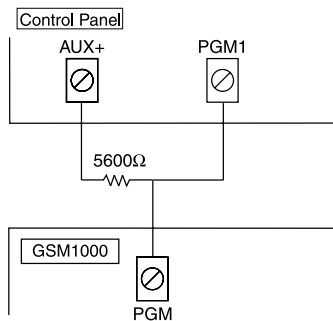 Control Panel
AUX+ PGM1
5600Ω
GSM1000
PGM